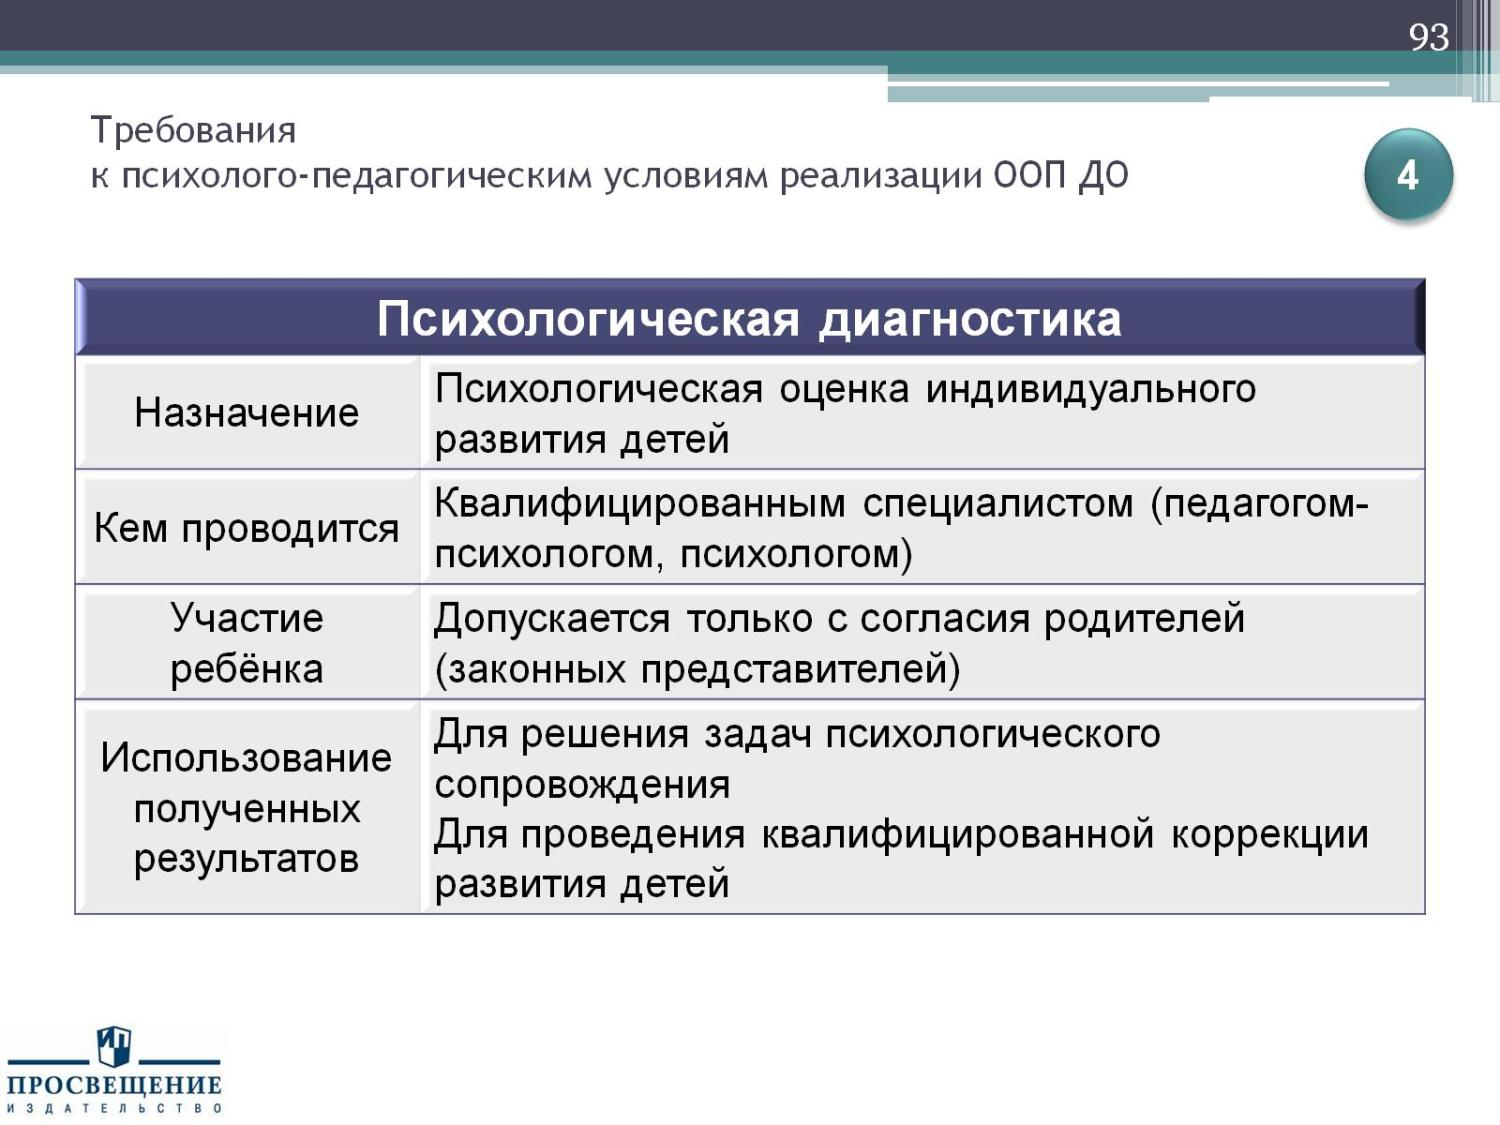 93
Требования
к психолого-педагогическим условиям реализации ООП ДО
4
Психологическая диагностика
Назначение
Психологическая оценка индивидуального
развития детей
Кем проводится
Квалифицированным специалистом (педагогом-
психологом, психологом)
Участие
ребёнка
Допускается только с согласия родителей
(законных представителей)
Использование
полученных
результатов
Для решения задач психологического
сопровождения
Для проведения квалифицированной коррекции
развития детей
ИП
ПРОСВЕЩЕНИЕ
ИЗДАТЕЛЬСТВО